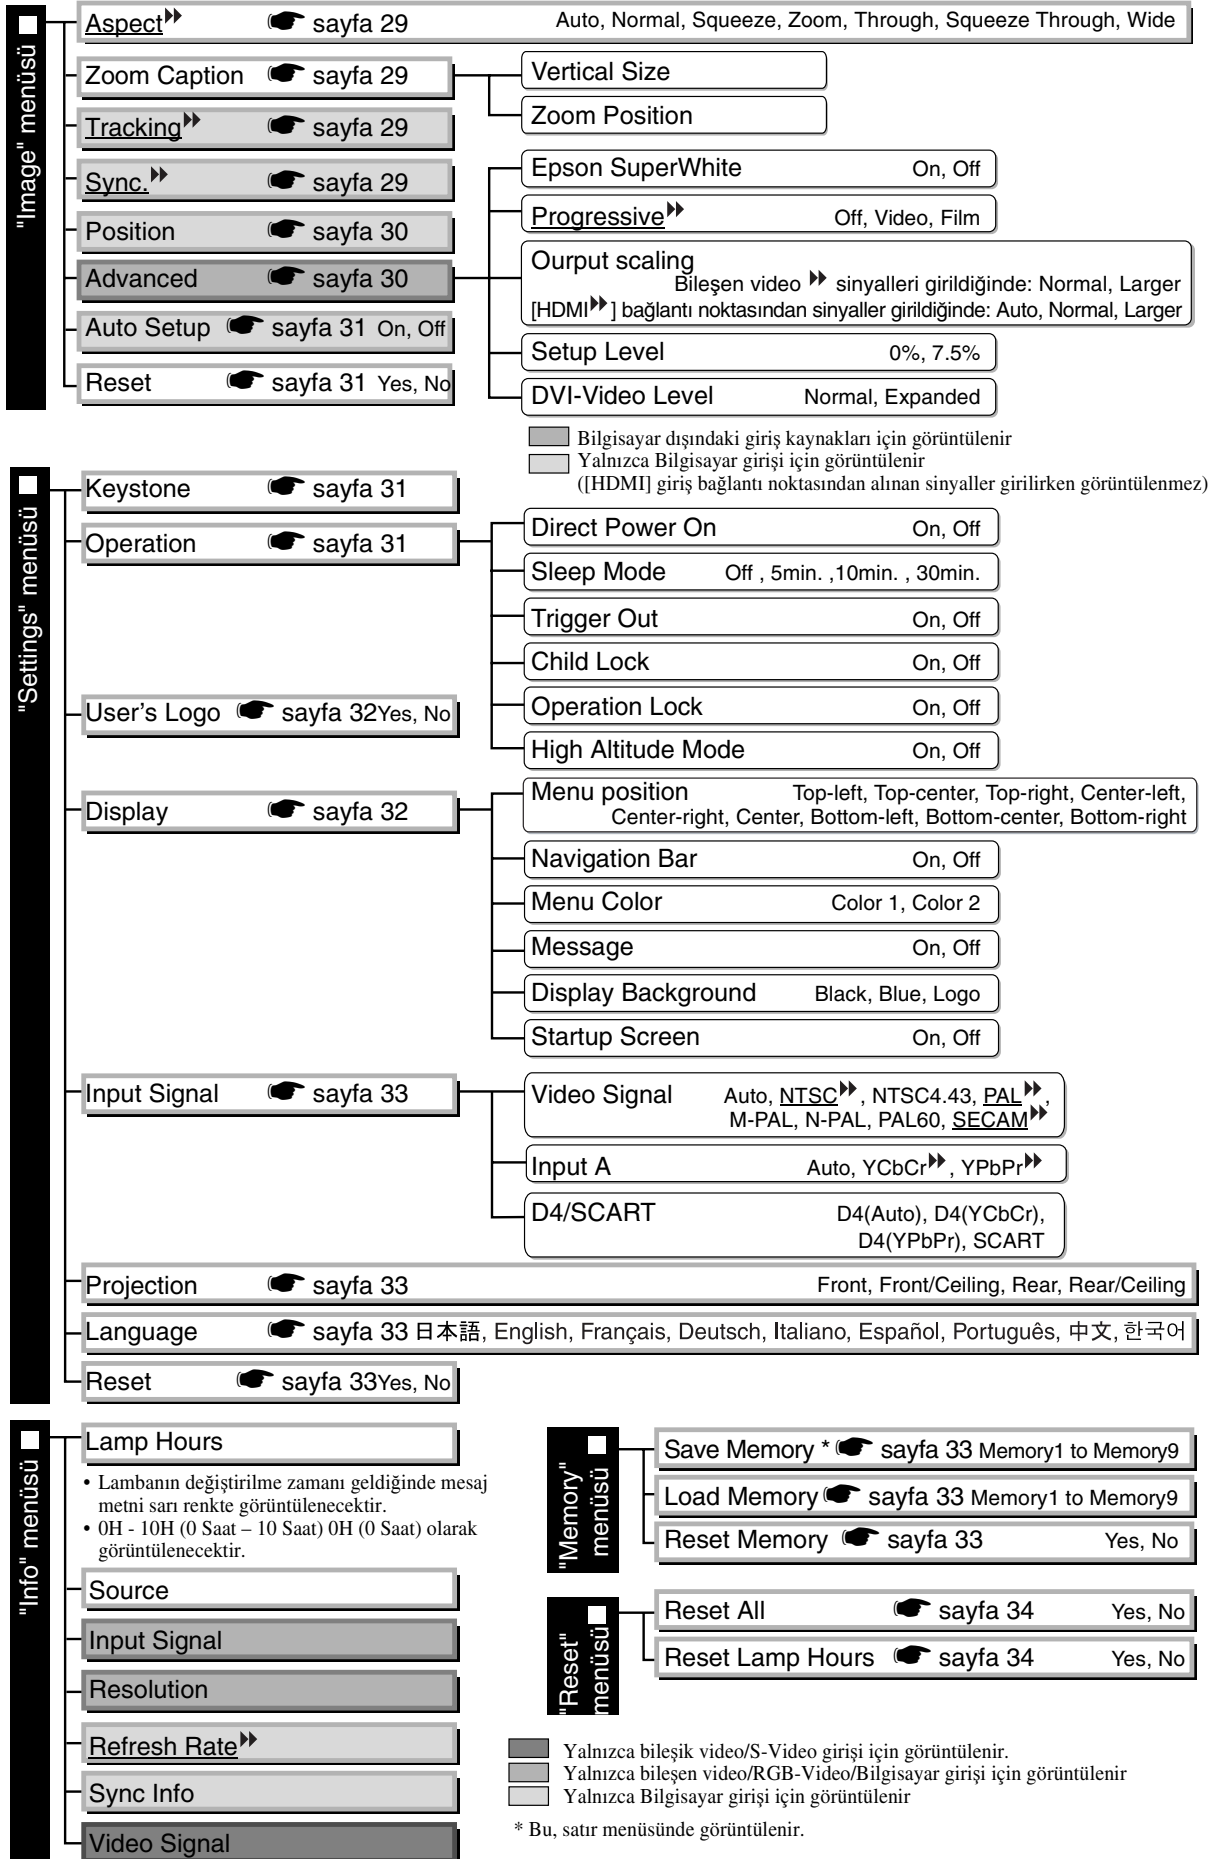 "Image" menüsü
Aspect sayfa 29 Auto, Normal, Squeeze, Zoom, Through, Squeeze Through, Wide
Zoom Caption sayfa 29
Vertical Size
Zoom Position
Tracking sayfa 29
Sync. sayfa 29
Position sayfa 30
Advanced sayfa 30
Epson SuperWhite On, Off
Progressive Off, Video, Film
Ourput scaling
Bileşen video sinyalleri girildiğinde: Normal, Larger
[HDMI ] bağlantı noktasından sinyaller girildiğinde: Auto, Normal, Larger
Setup Level 0%, 7.5%
DVI-Video Level Normal, Expanded
Auto Setup sayfa 31 On, Off
Reset sayfa 31 Yes, No
Bilgisayar dışındaki giriş kaynakları için görüntülenir
Yalnızca Bilgisayar girişi için görüntülenir
([HDMI] giriş bağlantı noktasından alınan sinyaller girilirken görüntülenmez)
"Settings" menüsü
Keystone sayfa 31
Operation sayfa 31
Direct Power On On, Off
Sleep Mode Off , 5min. ,10min. , 30min.
Trigger Out On, Off
Child Lock On, Off
Operation Lock On, Off
High Altitude Mode On, Off
User's Logo sayfa 32Yes, No
Display sayfa 32
Menu position Top-left, Top-center, Top-right, Center-left,
Center-right, Center, Bottom-left, Bottom-center, Bottom-right
Navigation Bar On, Off
Menu Color Color 1, Color 2
Message On, Off
Display Background Black, Blue, Logo
Startup Screen On, Off
Input Signal sayfa 33
Video Signal Auto, NTSC , NTSC4.43, PAL ,
M-PAL, N-PAL, PAL60, SECAM
Input A Auto, YCbCr , YPbPr
D4/SCART D4(Auto), D4(YCbCr),
D4(YPbPr), SCART
Projection sayfa 33 Front, Front/Ceiling, Rear, Rear/Ceiling
Language sayfa 33 日本語, English, Français, Deutsch, Italiano, Español, Português, 中文, 한국어
Reset sayfa 33Yes, No
"Info" menüsü
Lamp Hours
• Lambanın değiştirilme zamanı geldiğinde mesaj
metni sarı renkte görüntülenecektir.
• 0H - 10H (0 Saat – 10 Saat) 0H (0 Saat) olarak
görüntülenecektir.
Source
Input Signal
Resolution
Refresh Rate
Sync Info
Video Signal
"Memory"
menüsü
Save Memory * sayfa 33 Memory1 to Memory9
Load Memory sayfa 33 Memory1 to Memory9
Reset Memory sayfa 33 Yes, No
"Reset"
menüsü
Reset All sayfa 34 Yes, No
Reset Lamp Hours sayfa 34 Yes, No
Yalnızca bileşik video/S-Video girişi için görüntülenir.
Yalnızca bileşen video/RGB-Video/Bilgisayar girişi için görüntülenir
Yalnızca Bilgisayar girişi için görüntülenir
* Bu, satır menüsünde görüntülenir.